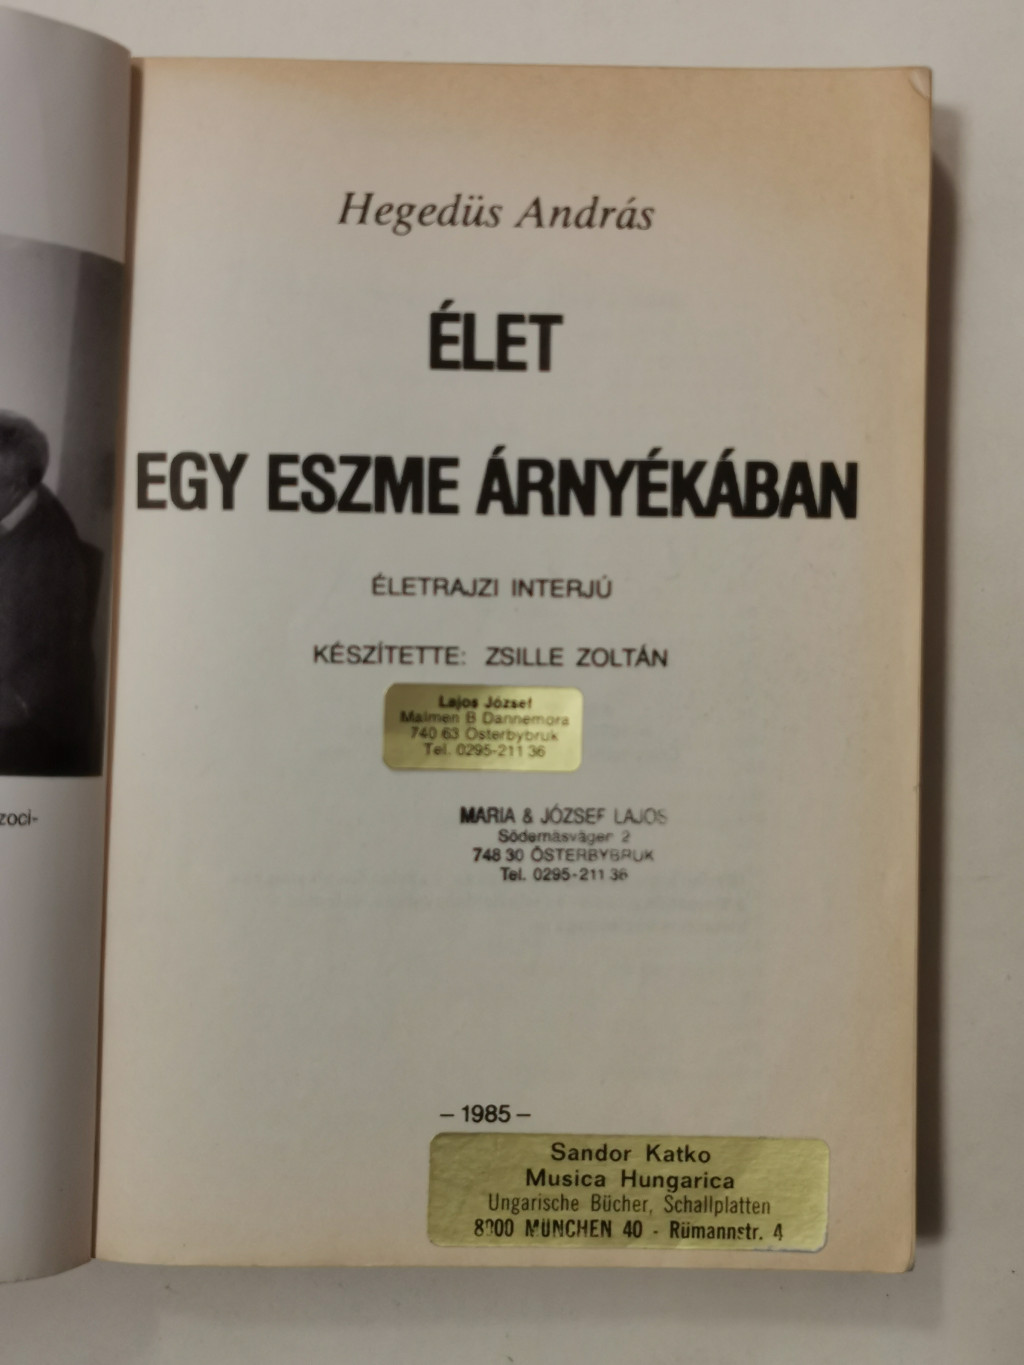 Hegedüs András
ÉLET
EGY ESZME ÁRNYÉKÁBAN
ÉLETRAJZI INTERJÚ
KÉSZÍTETTE: ZSILLE ZOLTÁN
Lajos József
Malmen B Dannemora
740 63 Österbybruk
Tel. 0295-211 36
zoci-
MARIA & JÓZSEF LAJOS
Södernäsvägen 2
748 30 ÖSTERBYBRUK
Tel. 0295-211 36
– 1985 –
Sandor Katko
Musica Hungarica
Ungarische Bücher, Schallplatten
8000 MÜNCHEN 40 - Rümannstr. 4